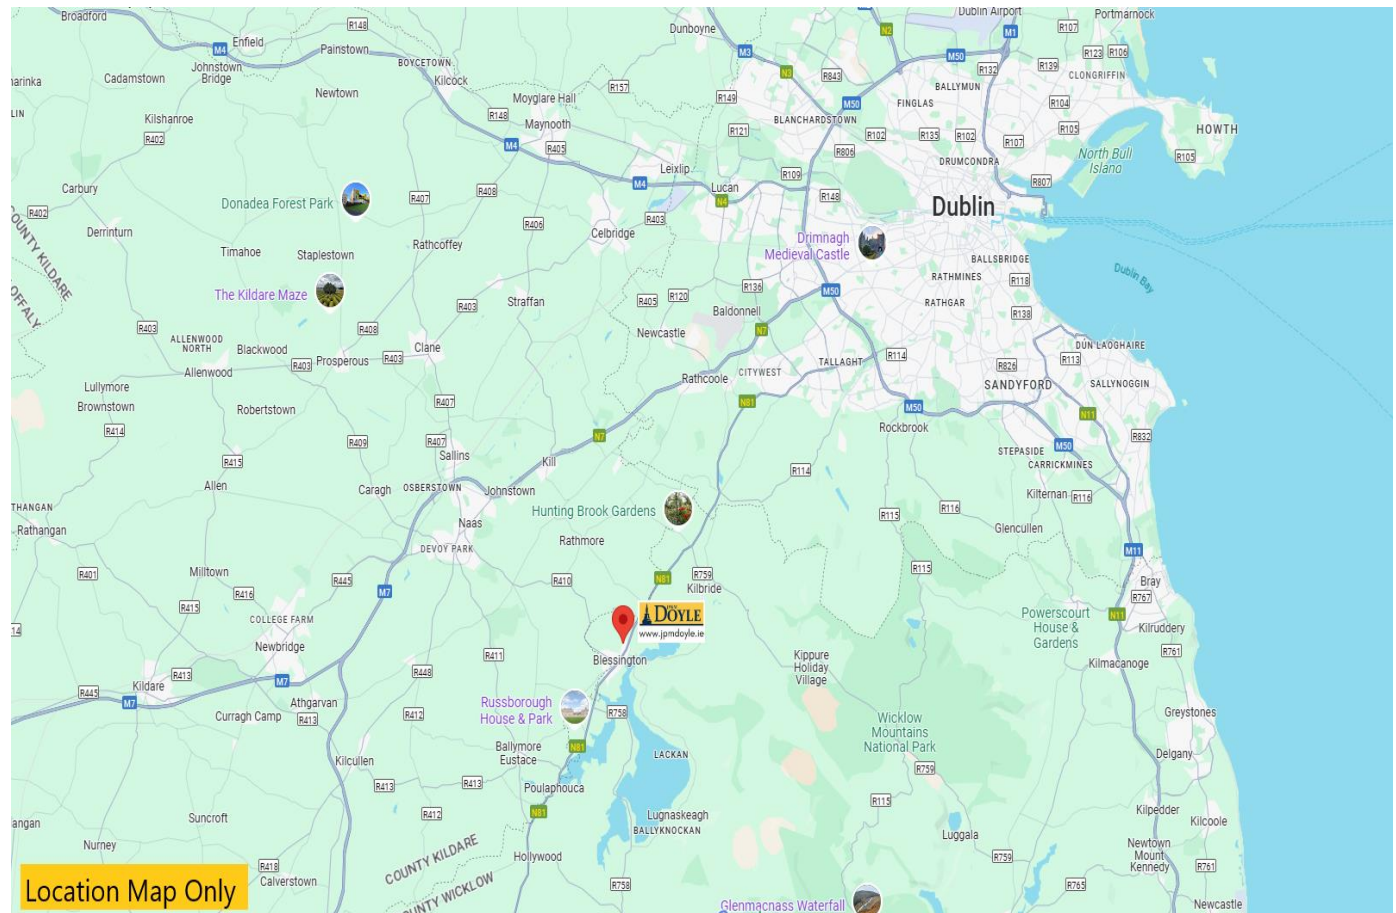 Broadford
R148
Dunboyne
M2
Dublin Airport
Portmarnock
Enfield
M4
Painstown
BOYCETOWN
M3
N2
M1
R107
R123
R106
M50
R139
Johnstown
Bridge
Cadamstown
Kilcock
N3
R843
R132
CLONGRIFFIN
Newtown
R157
R149
BALLYMUN
Moyglare Hall
M50
FINGLAS
R104
LIN
Kilshanroe
R148
Maynooth
BLANCHARDSTOWN
R402
R121
R102
R135
R102
R107
R105
HOWTH
M4
R405
R806
DRUMCONDRA
North Bull
Island
R105
Leixlip
R109
Carbury
R408
M4
Lucan
R807
Donadea Forest Park
R407
N4
R148
R402
Dublin
COUNTY KILDARE
OFFALY
Derrinturn
R406
R403
Celbridge
Drimnagh
Medieval Castle
Timahoe
Staplestown
Rathcoffey
BALLSBRIDGE
Dublin Bay
RATHMINES
R118
The Kildare Maze
Straffan
R405
R120
R136
M50
RATHGAR
R403
Baldonnell
R138
R403
R408
Newcastle
N7
ALLENWOOD
NORTH
Blackwood
Clane
DUN LAOGHAIRE
Allenwood
R403
Prosperous
R403
TALLAGHT
R114
R826
R113
Lullymore
Rathcoole
CITYWEST
SANDYFORD
SALLYNOGGIN
Brownstown
Robertstown
R407
N81
M50
N11
R414
Rockbrook
R409
R407
N7
R832
Sallins
STEPASIDE
M50
R415
Kill
R114
CARRICKMINES
Allen
Caragh
OSBERSTOWN
Johnstown
Kilternan
R116
THANGAN
Rathangan
Naas
Hunting Brook Gardens
R115
R116
Glencullen
DEVOY PARK
Rathmore
M11
R401
Milltown
R445
R410
N81
R759
R115
Bray
R416
M7
Kilbride
R767
R415
COLLEGE FARM
J.P.& M.
DOYLE
www.jpmdoyle.ie
Powerscourt
House &
Gardens
N11
Kilruddery
14
Newbridge
R411
Blessington
Kippure
Holiday
Village
R761
R413
R448
Kilmacanoge
Kildare
M7
R445
M7
Athgarvan
Russborough
House & Park
R758
Curragh Camp
R413
R412
Wicklow
Mountains
National Park
Greystones
Kilcullen
Ballymore
Eustace
N81
LACKAN
Delgany
R413
R413
R759
Poulaphouca
R115
Suncroft
R412
N81
Lugnaskeagh
Kilpedder
angan
BALLYKNOCKAN
Luggala
Kilcoole
Nurney
COUNTY KILDARE
COUNTY WICKLOW
Hollywood
R759
Newtown
Mount
Kennedy
R418
R761
Calverstown
R758
R765
Location Map Only
Glenmacnass Waterfall
Newcastle